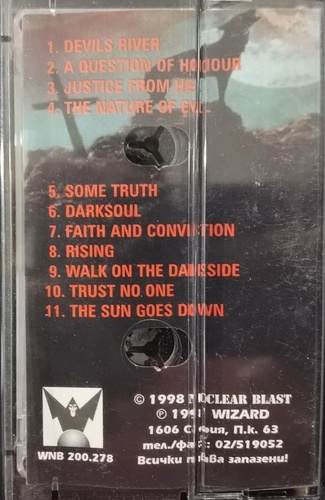 1. DEVILS RIVER
2. A QUESTION OF HONOUR
3. JUSTICE FROM
4. THE NATURE OF EVIL
5. SOME TRUTH
6. DARKSOUL
7. FAITH AND CONVICTION
8. RISING
9. WALK ON THE DARKSIDE
10. TRUST NO ONE
11. THE SUN GOES DOWN
© 1998 NUCLEAR BLAST
℗ 1998 WIZARD
1606 София, П.к. 63
WNB 200.278
тел./факс: 02/519052
Всички права запазени!